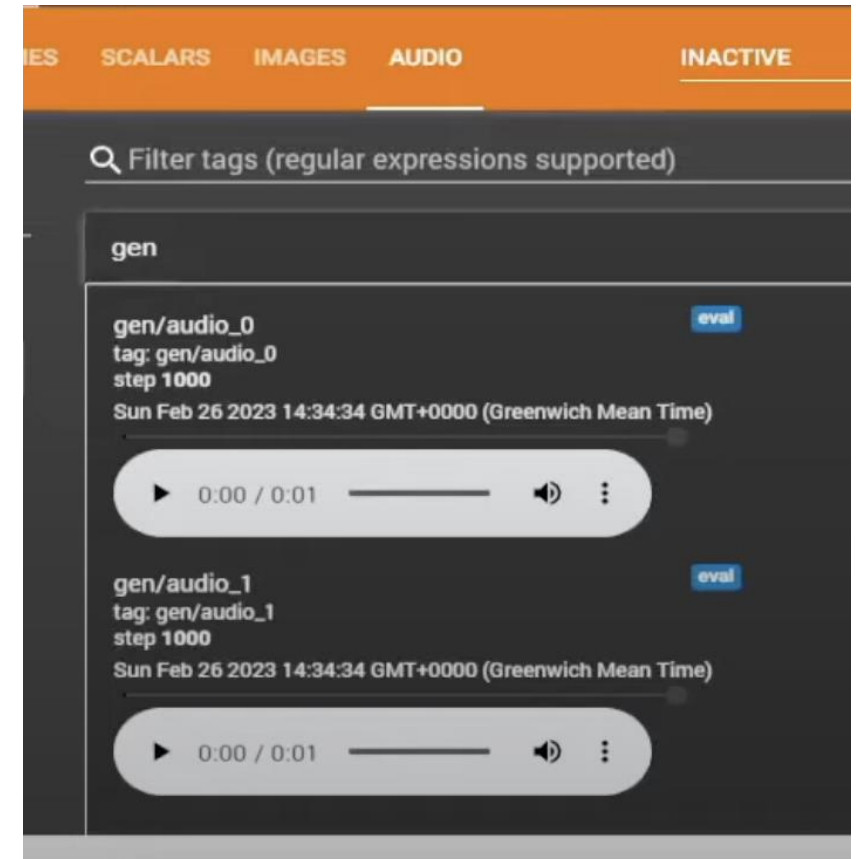 IES SCALARS IMAGES AUDIO INACTIVE
Filter tags (regular expressions supported)
gen
gen/audio_0 eval
tag: gen/audio_0
step 1000
Sun Feb 26 2023 14:34:34 GMT+0000 (Greenwich Mean Time)
0:00 / 0:01
gen/audio_1 eval
tag: gen/audio_1
step 1000
Sun Feb 26 2023 14:34:34 GMT+0000 (Greenwich Mean Time)
0:00 / 0:01